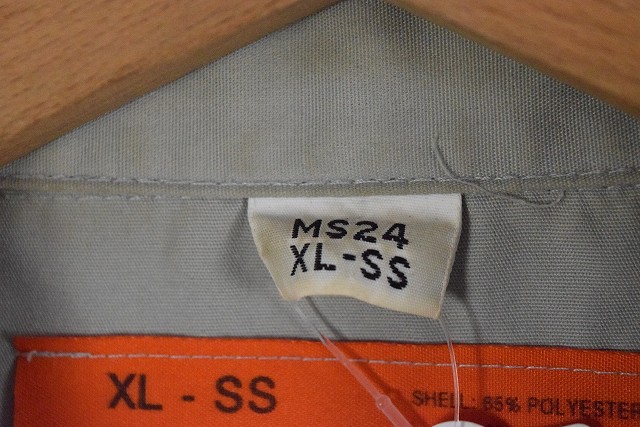 MS24
XL-SS
XL - SS
SHELL: 65% POLYESTER